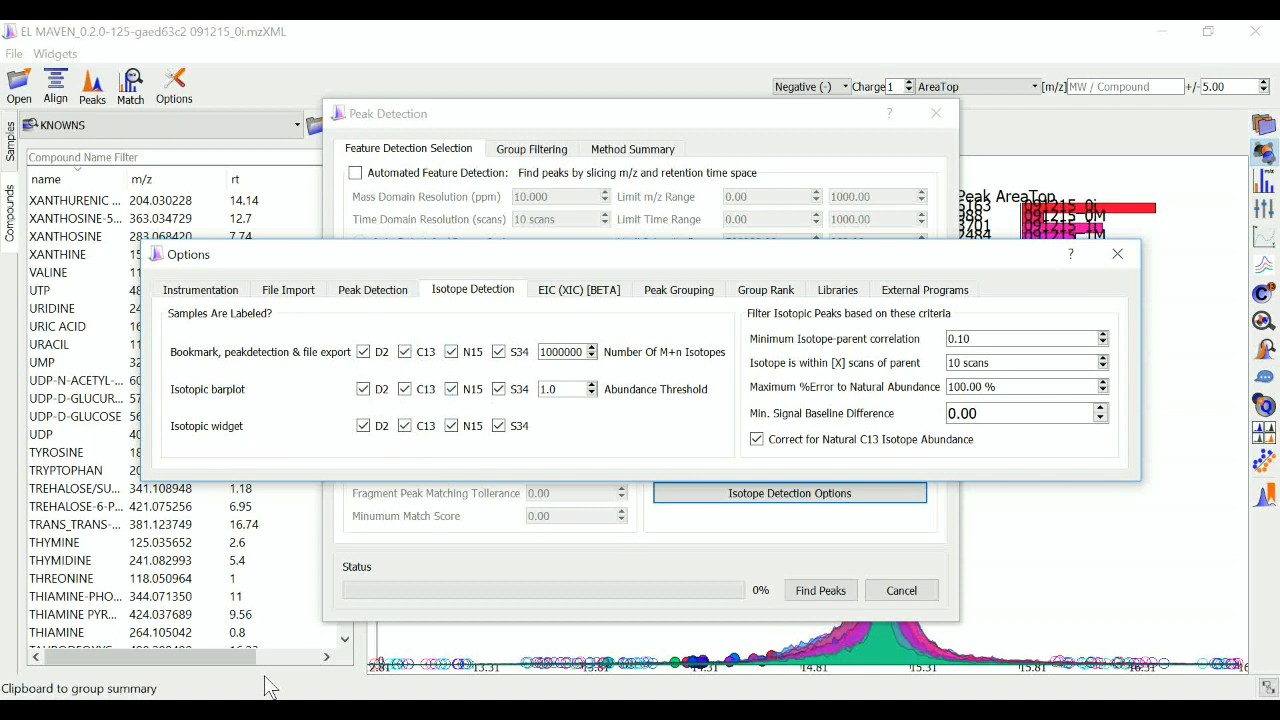 EL MAVEN_0.2.0-125-gaed63c2 091215_0i.mzXML
File Widgets
Open Align Peaks Match Options
Negative (-) Charge 1 AreaTop [m/z] MW / Compound +/- 5.00
Samples
Compounds
KNOWNS
Compound Name Filter
name m/z rt
XANTHURENIC ... 204.030228 14.14
XANTHOSINE-5... 363.034729 12.7
XANTHOSINE 283.068420 7.74
XANTHINE
VALINE
UTP
URIDINE
URIC ACID
URACIL
UMP
UDP-N-ACETYL-...
UDP-D-GLUCUR...
UDP-D-GLUCOSE
UDP
TYROSINE
TRYPTOPHAN
TREHALOSE/SU... 341.108948 1.18
TREHALOSE-6-P... 421.075256 6.95
TRANS_TRANS-... 381.123749 16.74
THYMINE 125.035652 2.6
THYMIDINE 241.082993 5.4
THREONINE 118.050964 1
THIAMINE-PHO... 344.071350 11
THIAMINE PYR... 424.037689 9.56
THIAMINE 264.105042 0.8
Clipboard to group summary
Peak Detection ?
Feature Detection Selection Group Filtering Method Summary
Automated Feature Detection: Find peaks by slicing m/z and retention time space
Mass Domain Resolution (ppm) 10.000 Limit m/z Range 0.00 1000.00
Time Domain Resolution (scans) 10 scans Limit Time Range 0.00 1000.00
Options ?
Instrumentation File Import Peak Detection Isotope Detection EIC (XIC) [BETA] Peak Grouping Group Rank Libraries External Programs
Samples Are Labeled?
Bookmark, peakdetection & file export D2 C13 N15 S34 1000000 Number Of M+n Isotopes
Isotopic barplot D2 C13 N15 S34 1.0 Abundance Threshold
Isotopic widget D2 C13 N15 S34
Filter Isotopic Peaks based on these criteria
Minimum Isotope-parent correlation 0.10
Isotope is within [X] scans of parent 10 scans
Maximum %Error to Natural Abundance 100.00 %
Min. Signal Baseline Difference 0.00
Correct for Natural C13 Isotope Abundance
Fragment Peak Matching Tollerance 0.00
Minumum Match Score 0.00
Isotope Detection Options
Status
0% Find Peaks Cancel
Peak AreaTop
091215_0i
091215_0M
091215_1M
13.31 14.81 15.31 15.81 16.31